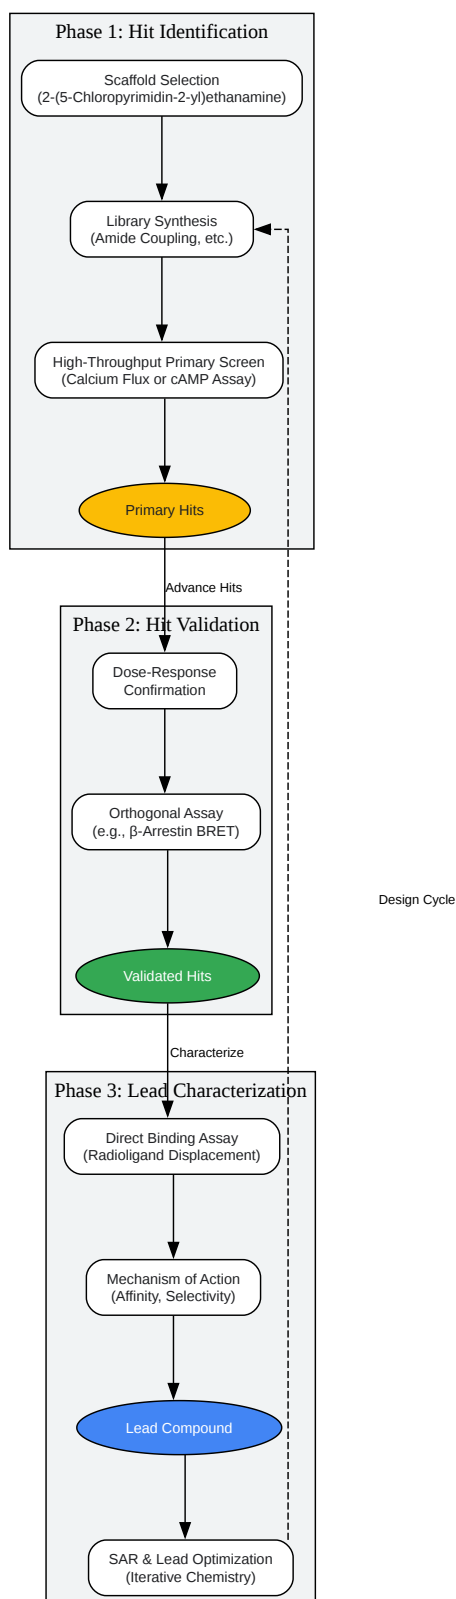 Phase 1: Hit Identification
Scaffold Selection
(2-(5-Chloropyrimidin-2-yl)ethanamine)
Library Synthesis
(Amide Coupling, etc.)
High-Throughput Primary Screen
(Calcium Flux or cAMP Assay)
Primary Hits
Advance Hits
Phase 2: Hit Validation
Dose-Response
Confirmation
Orthogonal Assay
(e.g., β-Arrestin BRET)
Design Cycle
Validated Hits
Characterize
Phase 3: Lead Characterization
Direct Binding Assay
(Radioligand Displacement)
Mechanism of Action
(Affinity, Selectivity)
Lead Compound
SAR & Lead Optimization
(Iterative Chemistry)